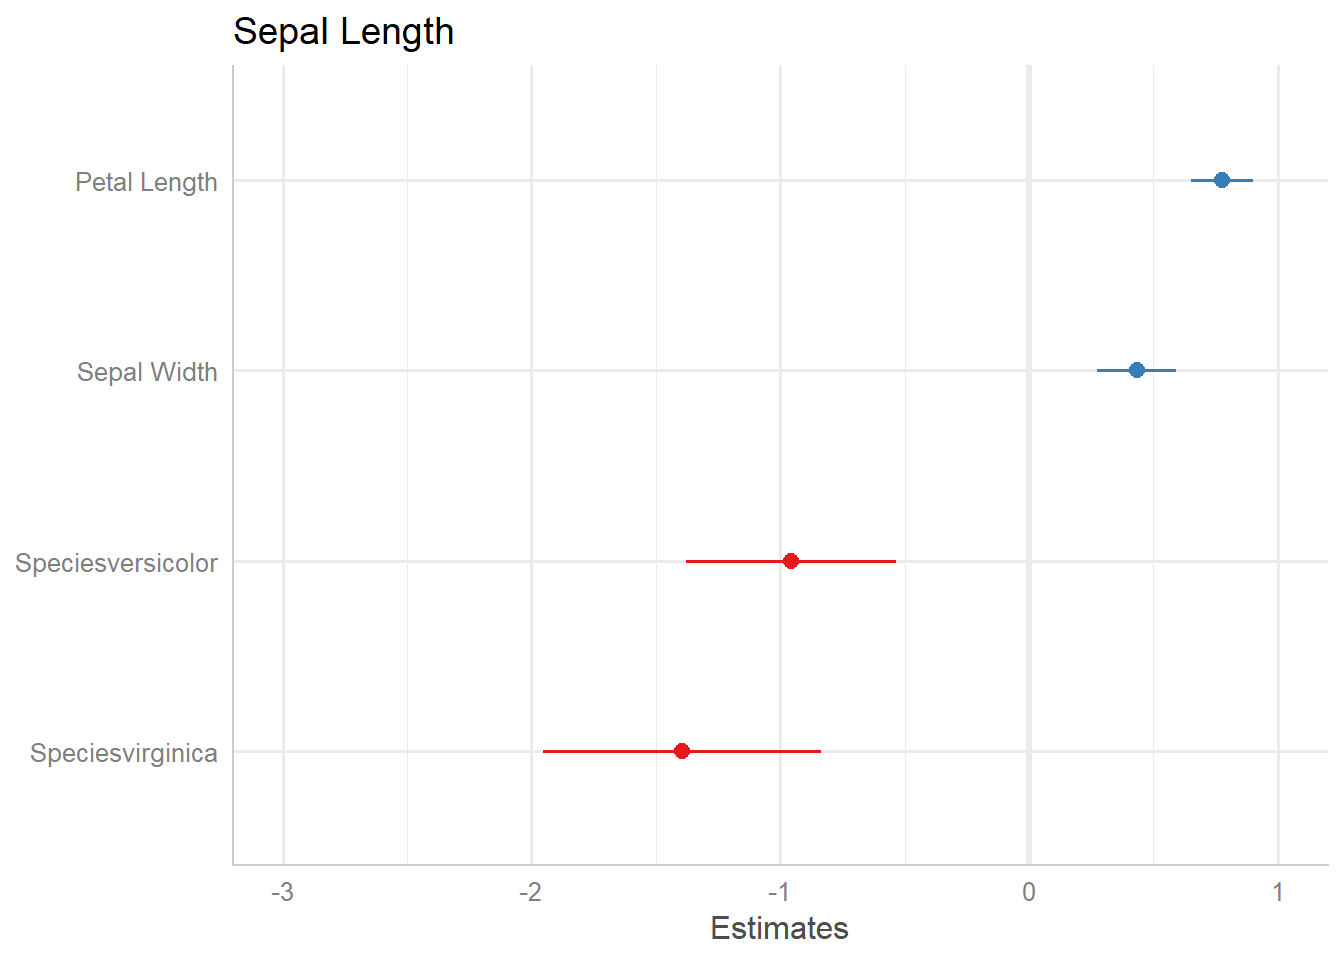 Sepal Length
Petal Length
Sepal Width
Speciesversicolor
Speciesvirginica
-3 -2 -1 0 1
Estimates